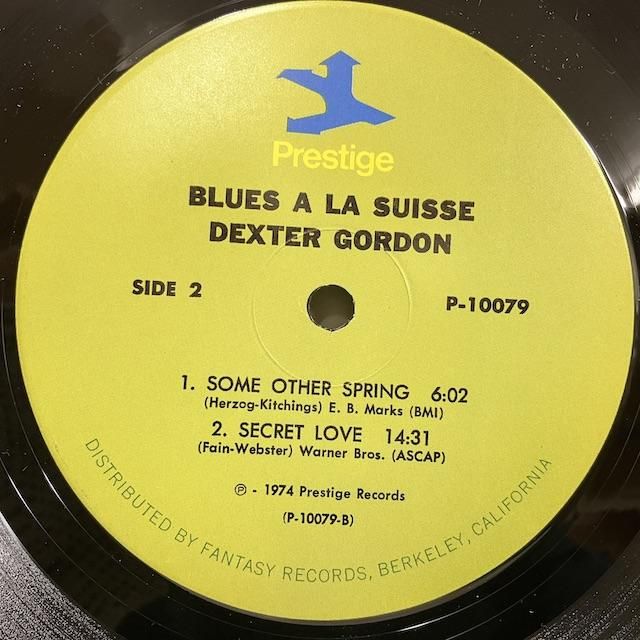 Prestige
BLUES A LA SUISSE
DEXTER GORDON
SIDE 2
P-10079
1. SOME OTHER SPRING 6:02
(Herzog-Kitchings) E. B. Marks (BMI)
2. SECRET LOVE 14:31
(Fain-Webster) Warner Bros. (ASCAP)
℗ - 1974 Prestige Records
(P-10079-B)
DISTRIBUTED BY FANTASY RECORDS, BERKELEY, CALIFORNIA